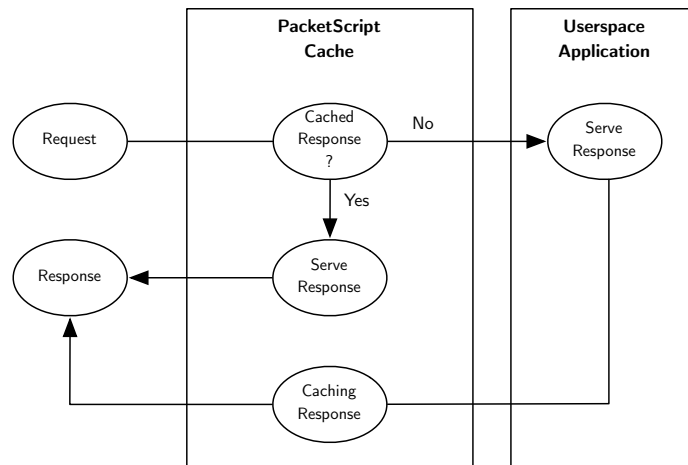 PacketScript
Cache
Userspace
Application
Request
Cached
Response
?
No
Serve
Response
Yes
Response
Serve
Response
Caching
Response